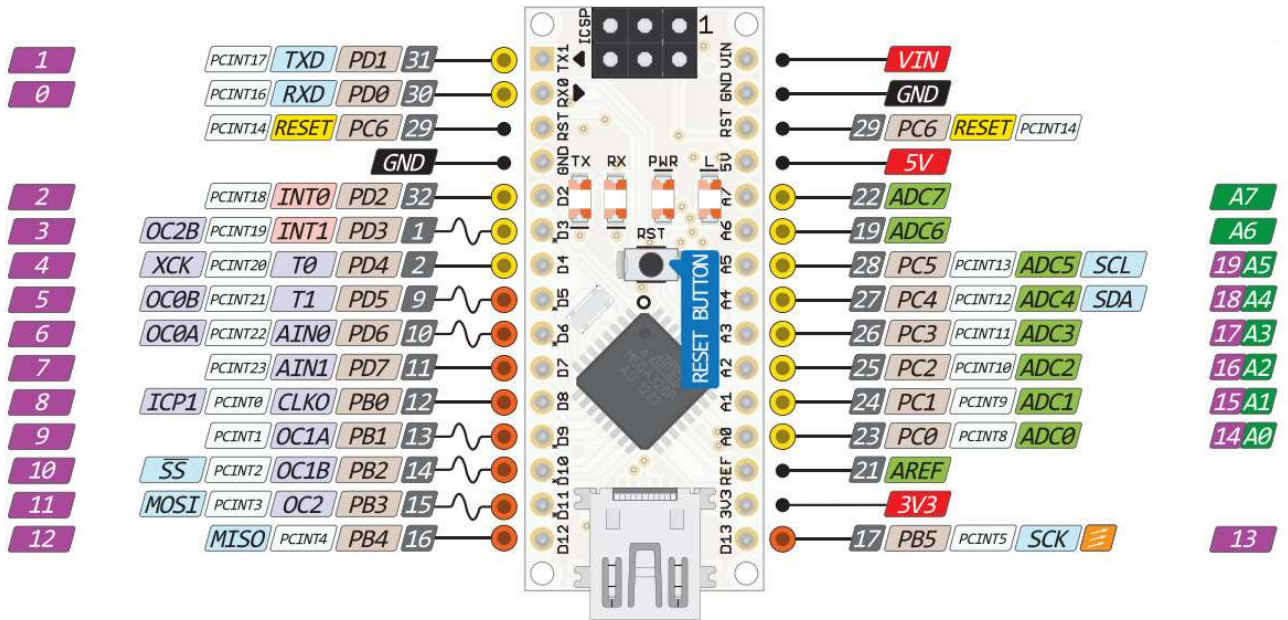 ICSP 1
1 PCINT17 TXD PD1 31 TX1 VIN VIN
0 PCINT16 RXD PD0 30 RX0 GND GND
PCINT14 RESET PC6 29 RST RST 29 PC6 RESET PCINT14
GND GND TX RX PWR L 5V 5V
2 PCINT18 INT0 PD2 32 D2 A7 22 ADC7 A7
3 OC2B PCINT19 INT1 PD3 1 *D3 RST A6 19 ADC6 A6
4 XCK PCINT20 T0 PD4 2 D4 A5 28 PC5 PCINT13 ADC5 SCL 19 A5
5 OC0B PCINT21 T1 PD5 9 *D5 A4 27 PC4 PCINT12 ADC4 SDA 18 A4
6 OC0A PCINT22 AIN0 PD6 10 *D6 A3 26 PC3 PCINT11 ADC3 17 A3
7 PCINT23 AIN1 PD7 11 D7 A2 25 PC2 PCINT10 ADC2 16 A2
8 ICP1 PCINT0 CLKO PB0 12 D8 A1 24 PC1 PCINT9 ADC1 15 A1
9 PCINT1 OC1A PB1 13 *D9 A0 23 PC0 PCINT8 ADC0 14 A0
10 SS PCINT2 OC1B PB2 14 *D10 REF 21 AREF
11 MOSI PCINT3 OC2 PB3 15 *D11 3V3 3V3
12 MISO PCINT4 PB4 16 D12 D13 17 PB5 PCINT5 SCK 13
RESET BUTTON